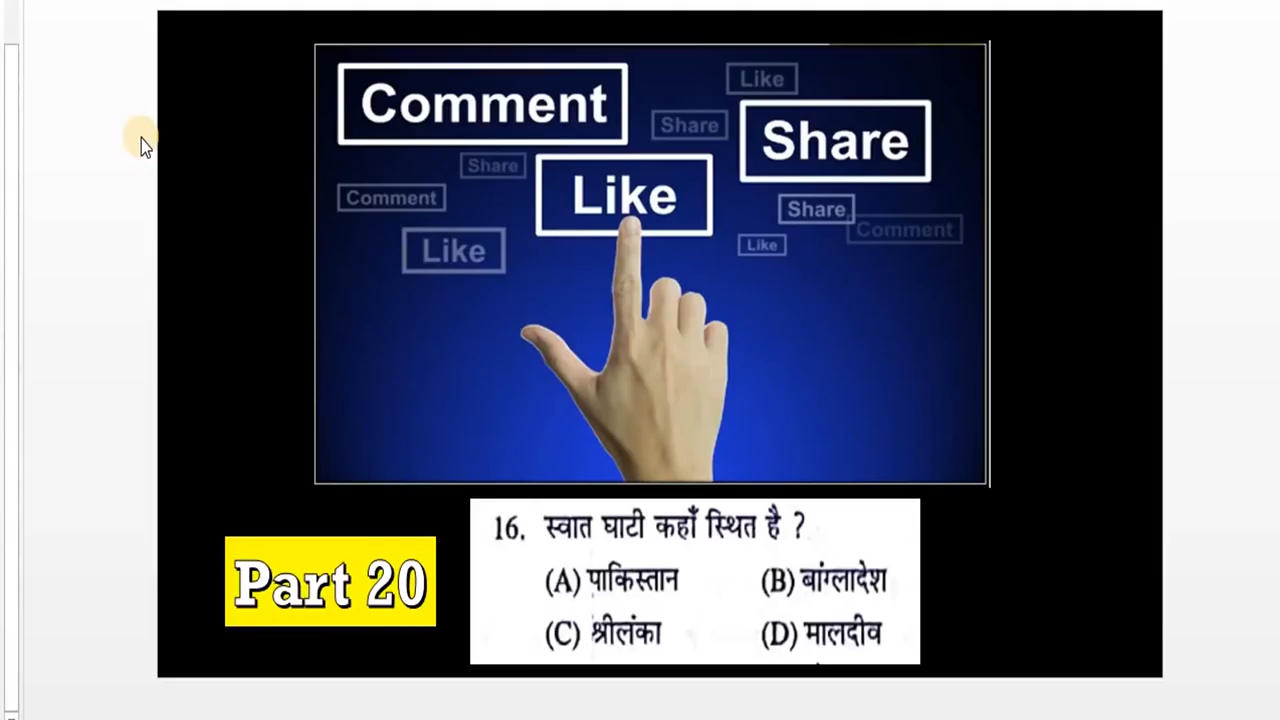 Comment
Like
Share
Share
Share
Like
Comment
Share
Comment
Like
Like
Part 20
16. स्वात घाटी कहाँ स्थित है ?
(A) पाकिस्तान (B) बांग्लादेश
(C) श्रीलंका (D) मालदीव